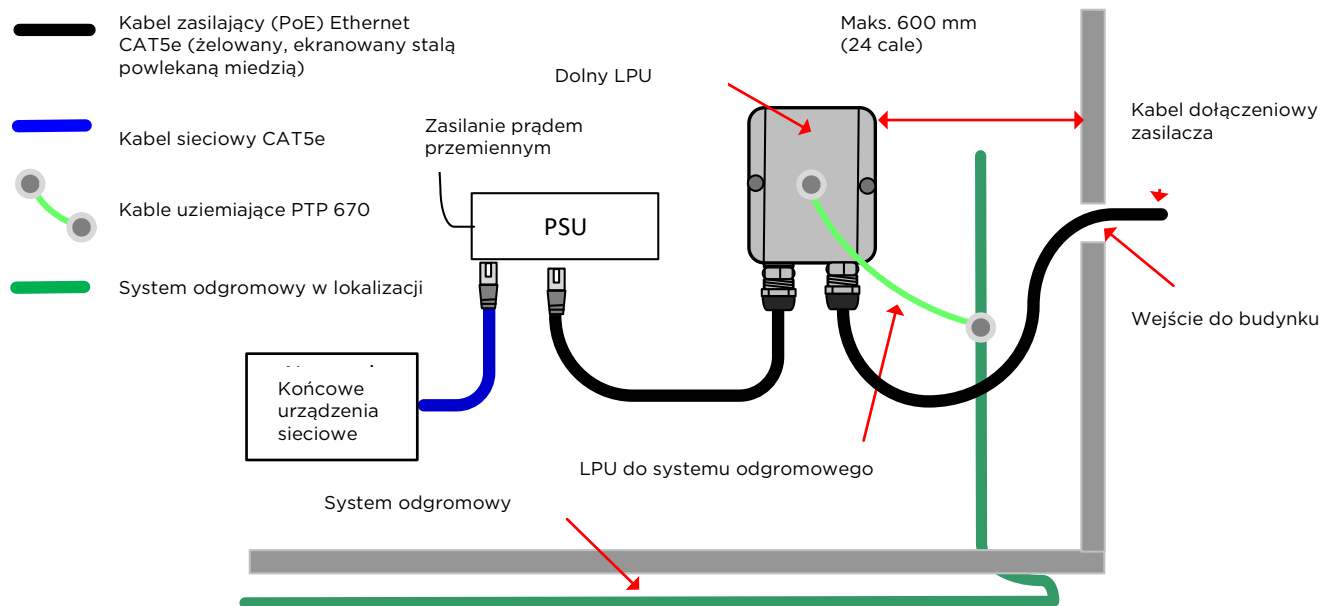 Kabel zasilający (PoE) Ethernet
CAT5e (żelowany, ekranowany stalą
powlekaną miedzią)
Kabel sieciowy CAT5e
Kable uziemiające PTP 670
System odgromowy w lokalizacji
Zasilanie prądem
przemiennym
Dolny LPU
Maks. 600 mm
(24 cale)
Kabel dołączeniowy
zasilacza
PSU
Wejście do budynku
Końcowe
urządzenia
sieciowe
LPU do systemu odgromowego
System odgromowy